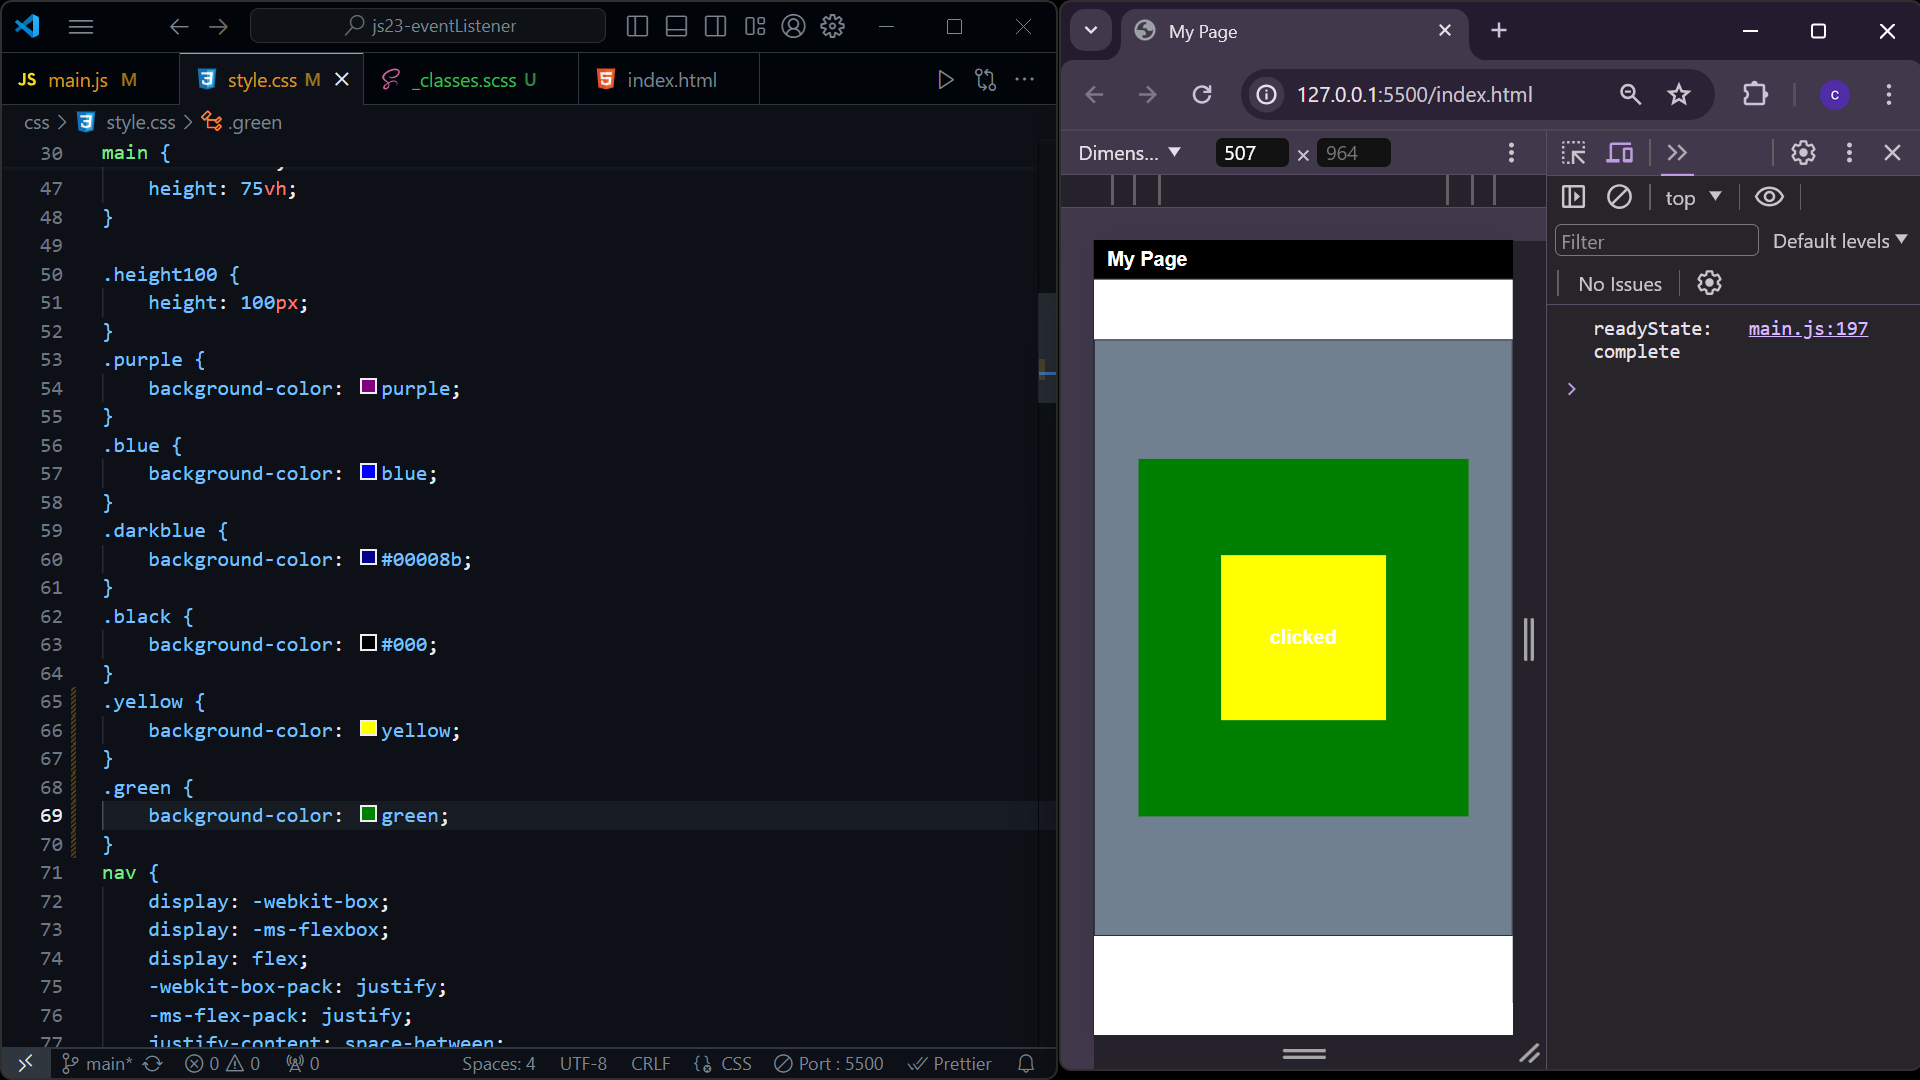 js23-eventListener
JS main.js M
style.css M
_classes.scss U
index.html
css > style.css > .green
30 main {
47 height: 75vh;
48 }
49
50 .height100 {
51 height: 100px;
52 }
53 .purple {
54 background-color: purple;
55 }
56 .blue {
57 background-color: blue;
58 }
59 .darkblue {
60 background-color: #00008b;
61 }
62 .black {
63 background-color: #000;
64 }
65 .yellow {
66 background-color: yellow;
67 }
68 .green {
69 background-color: green;
70 }
71 nav {
72 display: -webkit-box;
73 display: -ms-flexbox;
74 display: flex;
75 -webkit-box-pack: justify;
76 -ms-flex-pack: justify;
77 justify-content: space-between;
main* 0 0 0 Spaces: 4 UTF-8 CRLF CSS Port : 5500 Prettier
My Page
127.0.0.1:5500/index.html
c
Dimens... 507 × 964
top
Filter
Default levels
No Issues
readyState: complete
main.js:197
My Page
clicked